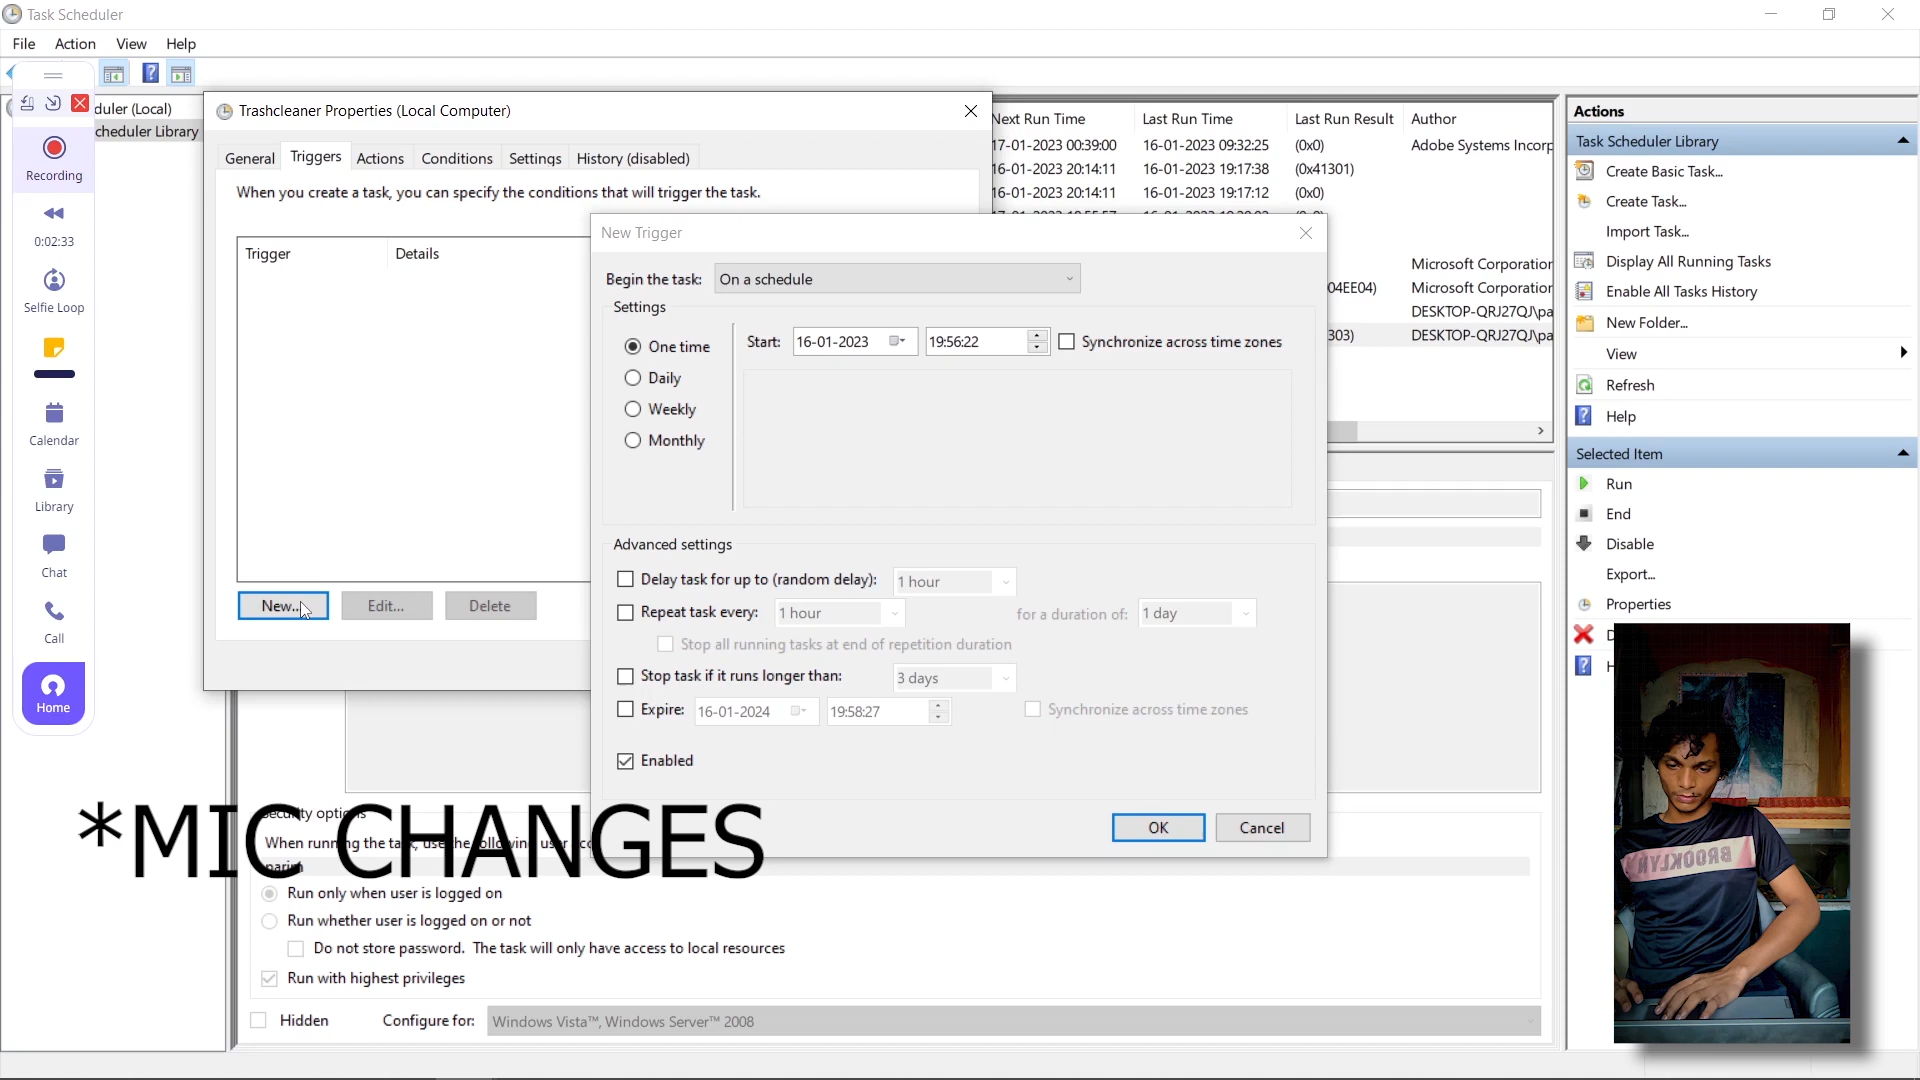 Task Scheduler
File Action View Help
duler (Local)
cheduler Library
Recording
0:02:33
Selfie Loop
Calendar
Library
Chat
Call
Home
Trashcleaner Properties (Local Computer)
General Triggers Actions Conditions Settings History (disabled)
When you create a task, you can specify the conditions that will trigger the task.
Trigger Details
New... Edit... Delete
New Trigger
Begin the task: On a schedule
Settings
One time
Daily
Weekly
Monthly
Start: 16-01-2023 19:56:22 Synchronize across time zones
Advanced settings
Delay task for up to (random delay): 1 hour
Repeat task every: 1 hour for a duration of: 1 day
Stop all running tasks at end of repetition duration
Stop task if it runs longer than: 3 days
Expire: 16-01-2024 19:58:27 Synchronize across time zones
Enabled
OK Cancel
Next Run Time Last Run Time Last Run Result Author
17-01-2023 00:39:00 16-01-2023 09:32:25 (0x0) Adobe Systems Incorp
16-01-2023 20:14:11 16-01-2023 19:17:38 (0x41301)
16-01-2023 20:14:11 16-01-2023 19:17:12 (0x0)
Microsoft Corporation
04EE04) Microsoft Corporation
DESKTOP-QRJ27QJ\pa
303) DESKTOP-QRJ27QJ\pa
*MIC CHANGES
Security options
When running the task, use the following user acc
Run only when user is logged on
Run whether user is logged on or not
Do not store password. The task will only have access to local resources
Run with highest privileges
Hidden Configure for: Windows Vista™, Windows Server™ 2008
Actions
Task Scheduler Library
Create Basic Task...
Create Task...
Import Task...
Display All Running Tasks
Enable All Tasks History
New Folder...
View
Refresh
Help
Selected Item
Run
End
Disable
Export...
Properties
D
H
BROOKLYN